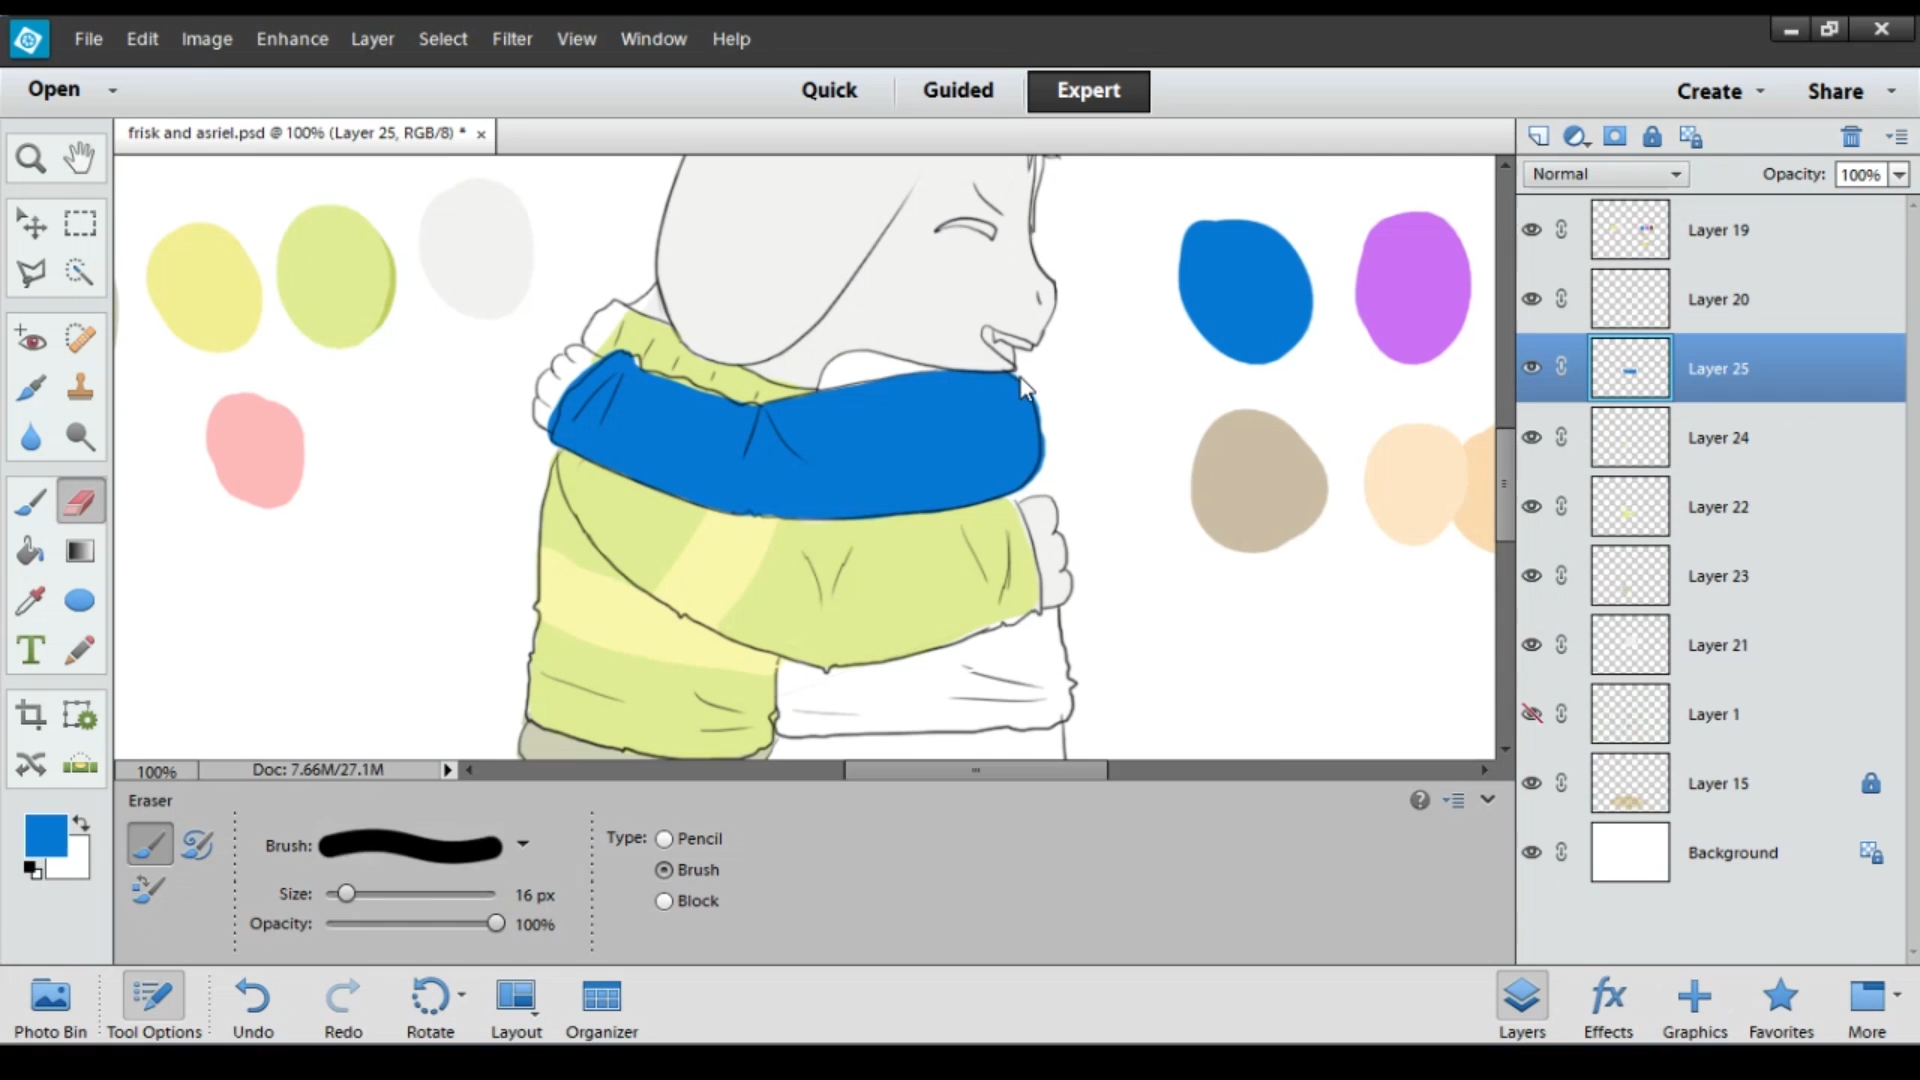 File Edit Image Enhance Layer Select Filter View Window Help
Open Quick Guided Expert Create Share
frisk and asriel.psd @ 100% (Layer 25, RGB/8) * ×
Normal Opacity: 100%
Layer 19
Layer 20
Layer 25
Layer 24
Layer 22
Layer 23
Layer 21
Layer 1
Layer 15
Background
100% Doc: 7.66M/27.1M
Eraser
Brush: Type: Pencil
Brush
Size: 16 px Block
Opacity: 100%
Photo Bin Tool Options Undo Redo Rotate Layout Organizer Layers Effects Graphics Favorites More